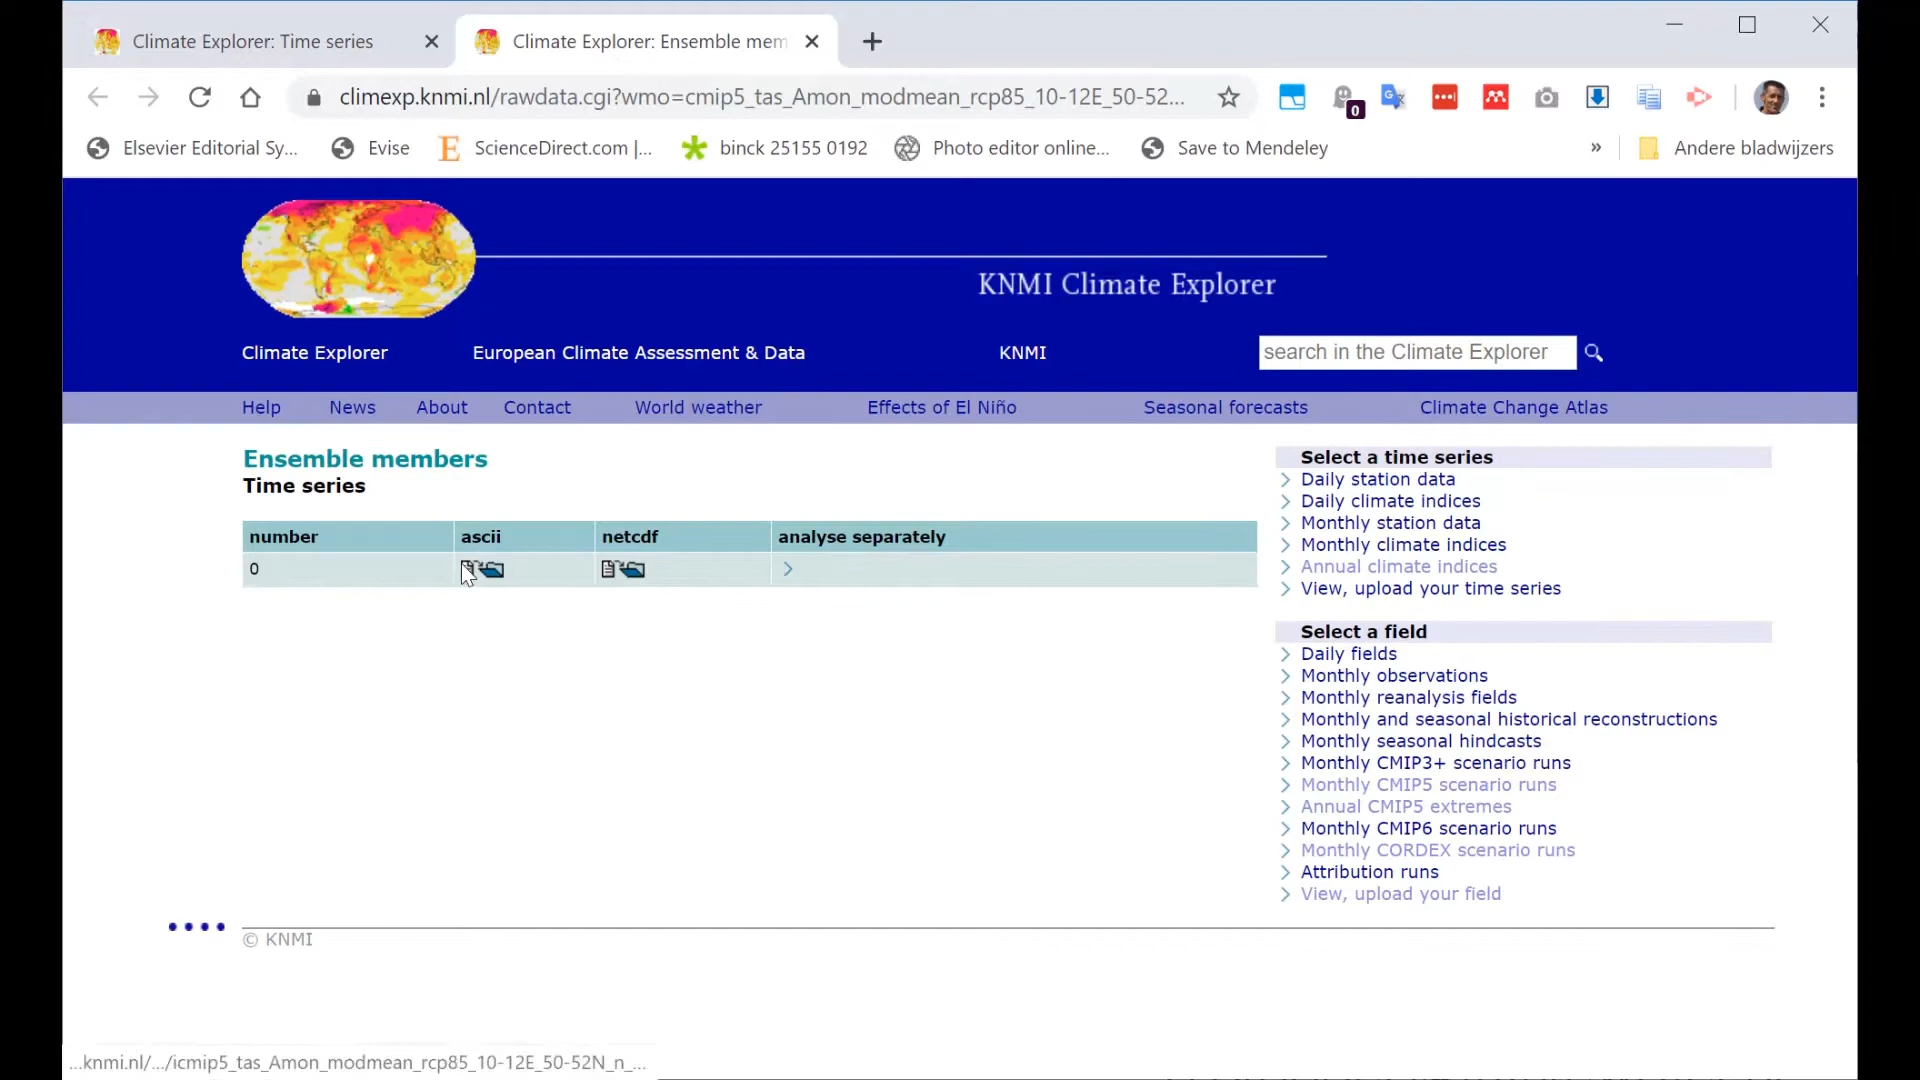 Climate Explorer: Time series
Climate Explorer: Ensemble mem
climexp.knmi.nl/rawdata.cgi?wmo=cmip5_tas_Amon_modmean_rcp85_10-12E_50-52...
0
Elsevier Editorial Sy...
Evise
E ScienceDirect.com |...
binck 25155 0192
Photo editor online...
Save to Mendeley
»
Andere bladwijzers
KNMI Climate Explorer
Climate Explorer
European Climate Assessment & Data
KNMI
search in the Climate Explorer
Help
News
About
Contact
World weather
Effects of El Niño
Seasonal forecasts
Climate Change Atlas
Ensemble members
Time series
number ascii netcdf analyse separately
0
Select a time series
Daily station data
Daily climate indices
Monthly station data
Monthly climate indices
Annual climate indices
View, upload your time series
Select a field
Daily fields
Monthly observations
Monthly reanalysis fields
Monthly and seasonal historical reconstructions
Monthly seasonal hindcasts
Monthly CMIP3+ scenario runs
Monthly CMIP5 scenario runs
Annual CMIP5 extremes
Monthly CMIP6 scenario runs
Monthly CORDEX scenario runs
Attribution runs
View, upload your field
© KNMI
...knmi.nl/.../icmip5_tas_Amon_modmean_rcp85_10-12E_50-52N_n_...